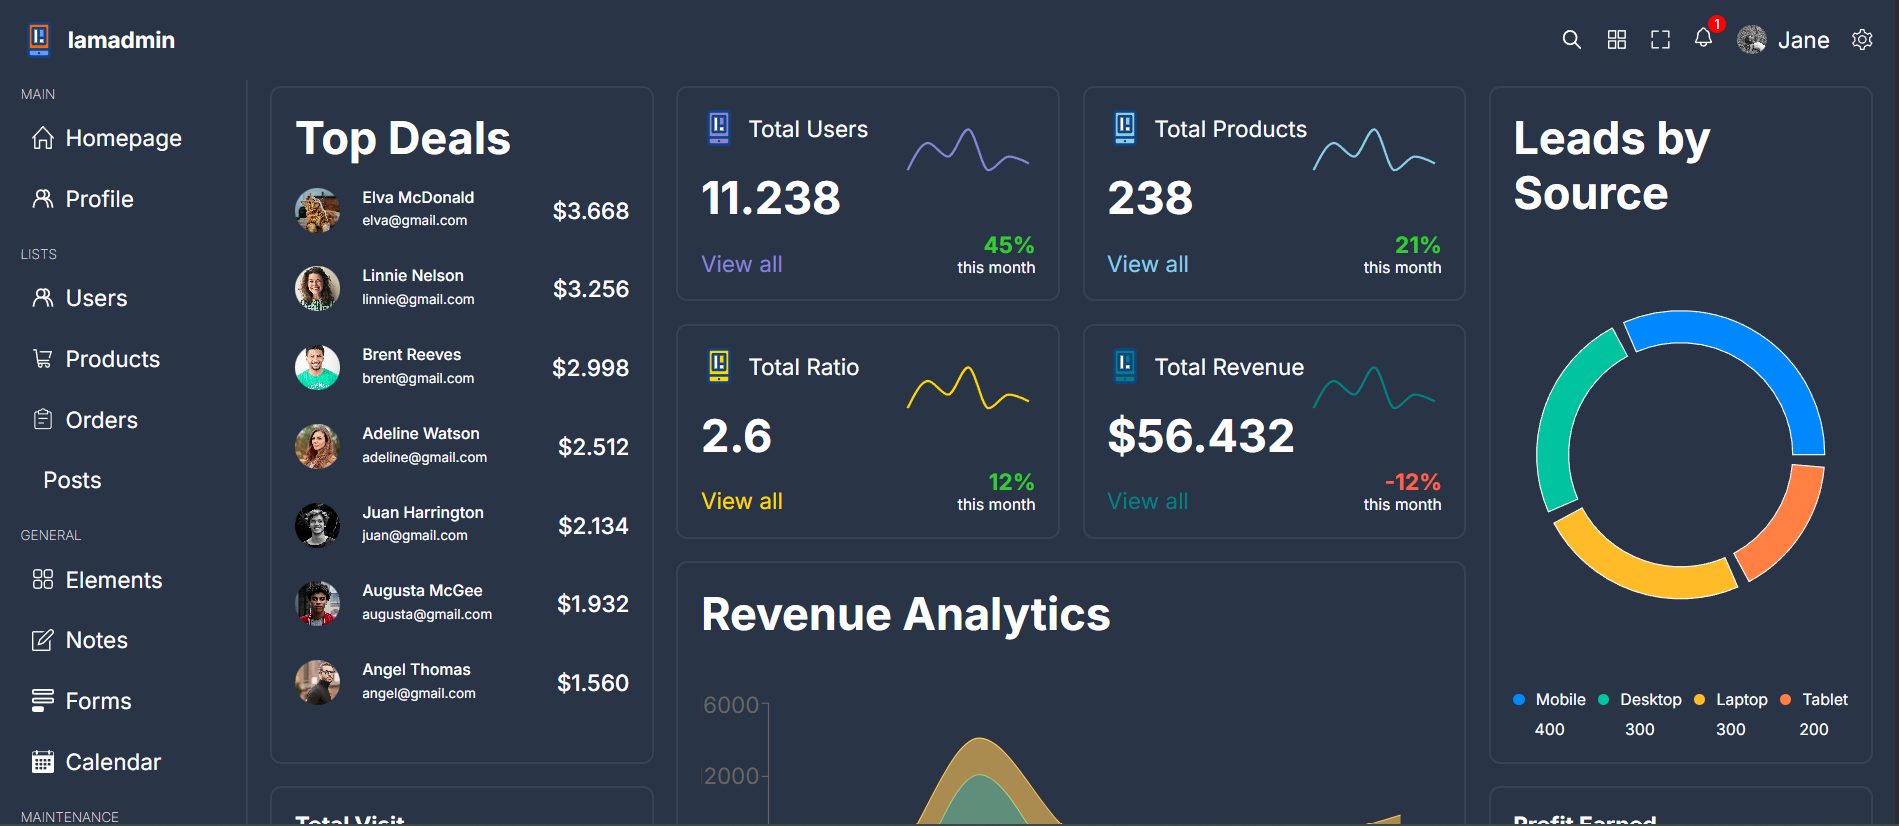 lamadmin
1
Jane
MAIN
Homepage
Profile
LISTS
Users
Products
Orders
Posts
GENERAL
Elements
Notes
Forms
Calendar
MAINTENANCE
Top Deals
Elva McDonald
elva@gmail.com
$3.668
Linnie Nelson
linnie@gmail.com
$3.256
Brent Reeves
brent@gmail.com
$2.998
Adeline Watson
adeline@gmail.com
$2.512
Juan Harrington
juan@gmail.com
$2.134
Augusta McGee
augusta@gmail.com
$1.932
Angel Thomas
angel@gmail.com
$1.560
Total Visit
Total Users
11.238
View all
45%
this month
Total Products
238
View all
21%
this month
Total Ratio
2.6
View all
12%
this month
Total Revenue
$56.432
View all
-12%
this month
Revenue Analytics
6000
2000
Leads by
Source
Mobile Desktop Laptop Tablet
400 300 300 200
Profit Earned